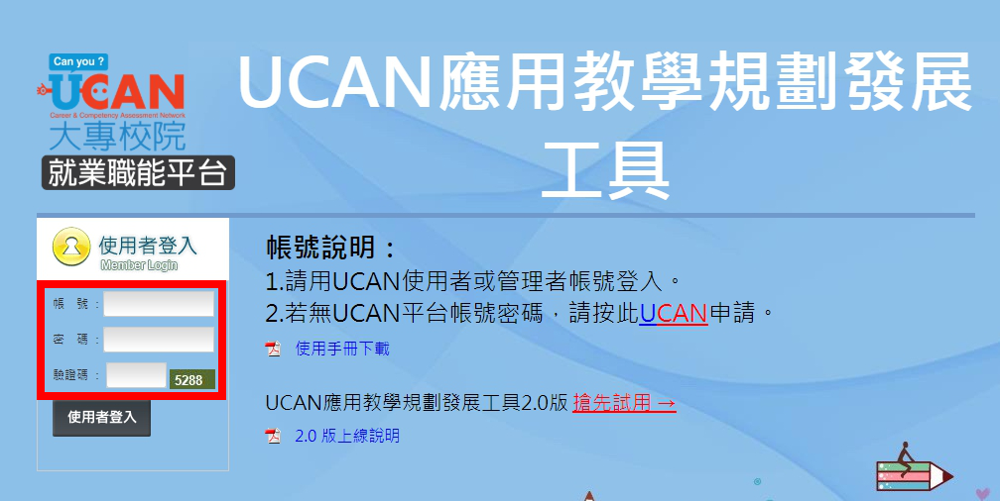 Can you ?
UCAN
Career & Competency Assessment Network
大專校院
就業職能平台
UCAN應用教學規劃發展
工具
使用者登入
Member Login
帳 號 :
密 碼 :
驗證碼 : 5288
使用者登入
帳號說明：
1.請用UCAN使用者或管理者帳號登入。
2.若無UCAN平台帳號密碼，請按此UCAN申請。
使用手冊下載
UCAN應用教學規劃發展工具2.0版 搶先試用 →
2.0 版上線說明